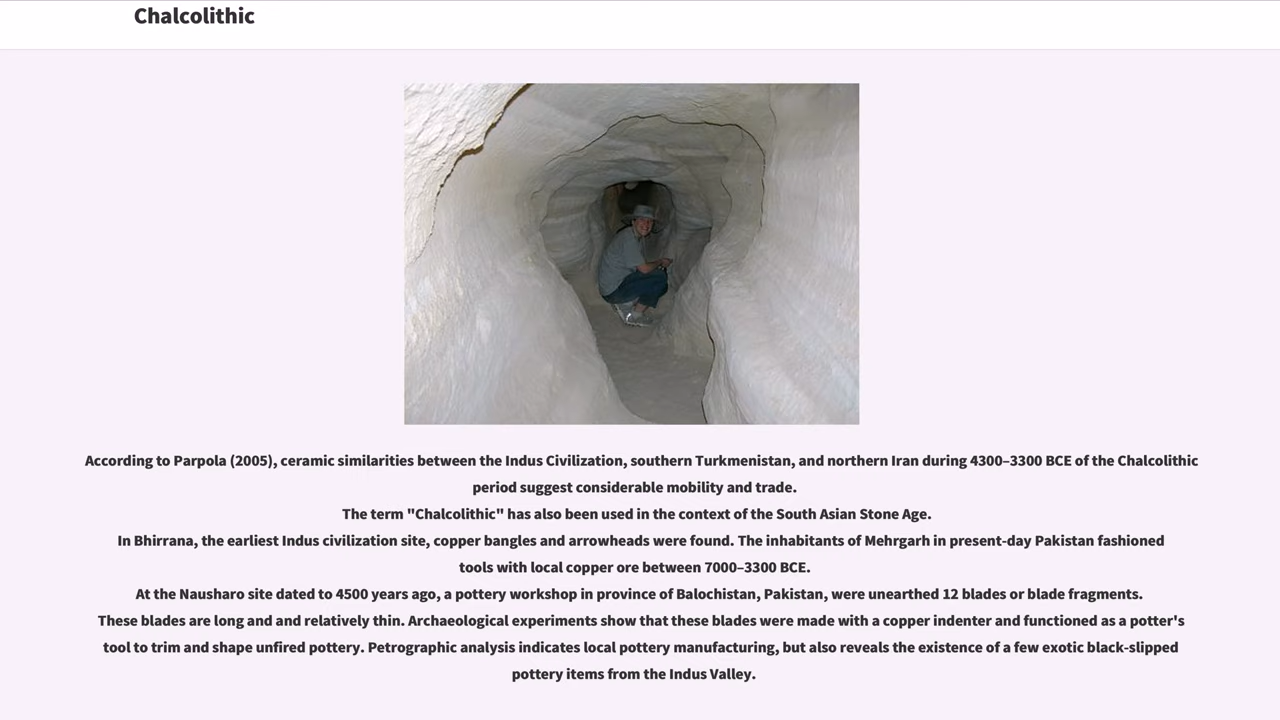 Chalcolithic
According to Parpola (2005), ceramic similarities between the Indus Civilization, southern Turkmenistan, and northern Iran during 4300–3300 BCE of the Chalcolithic
period suggest considerable mobility and trade.
The term "Chalcolithic" has also been used in the context of the South Asian Stone Age.
In Bhirrana, the earliest Indus civilization site, copper bangles and arrowheads were found. The inhabitants of Mehrgarh in present-day Pakistan fashioned
tools with local copper ore between 7000–3300 BCE.
At the Nausharo site dated to 4500 years ago, a pottery workshop in province of Balochistan, Pakistan, were unearthed 12 blades or blade fragments.
These blades are long and and relatively thin. Archaeological experiments show that these blades were made with a copper indenter and functioned as a potter's
tool to trim and shape unfired pottery. Petrographic analysis indicates local pottery manufacturing, but also reveals the existence of a few exotic black-slipped
pottery items from the Indus Valley.